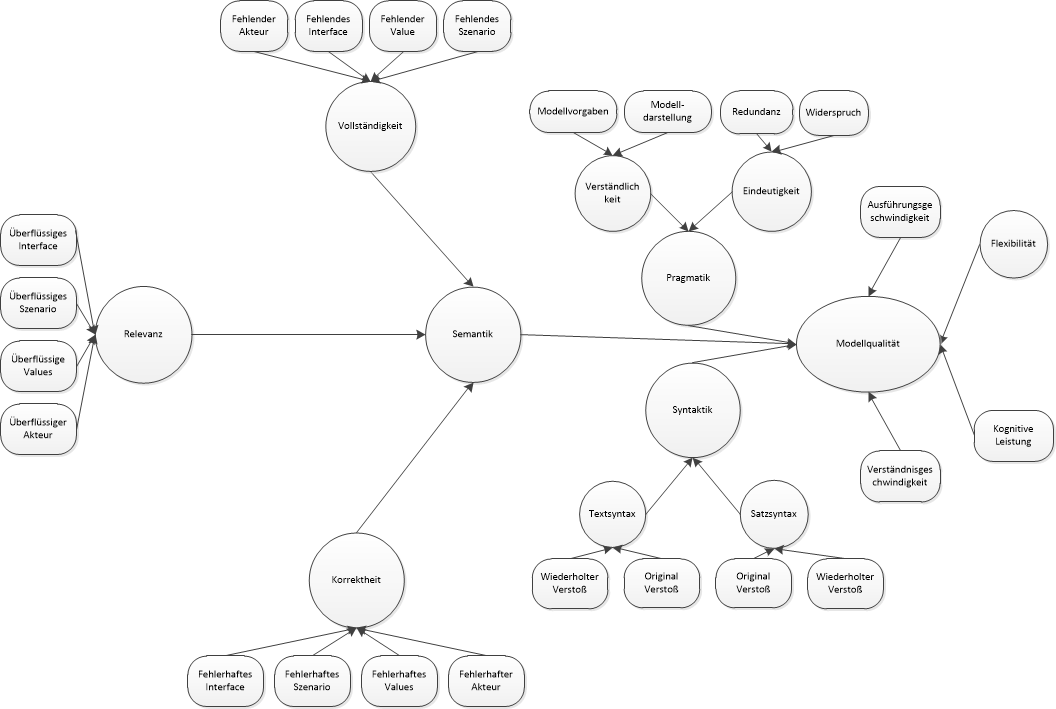 Fehlender
Akteur
Fehlendes
Interface
Fehlender
Value
Fehlendes
Szenario
Vollständigkeit
Modellvorgaben
Modell-
darstellung
Redundanz
Widerspruch
Verständlich
keit
Eindeutigkeit
Ausführungsge
schwindigkeit
Flexibilität
Pragmatik
Überflüssiges
Interface
Überflüssiges
Szenario
Überflüssige
Values
Überflüssiger
Akteur
Relevanz
Semantik
Modellqualität
Syntaktik
Kognitive
Leistung
Verständnisges
chwindigkeit
Textsyntax
Satzsyntax
Wiederholter
Verstoß
Original
Verstoß
Original
Verstoß
Wiederholter
Verstoß
Korrektheit
Fehlerhaftes
Interface
Fehlerhaftes
Szenario
Fehlerhaftes
Values
Fehlerhafter
Akteur